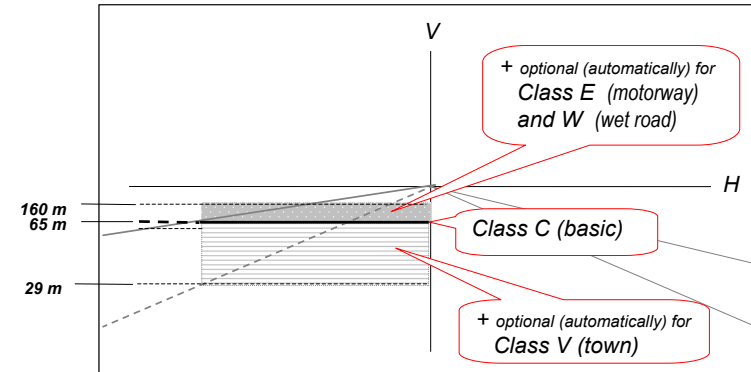 V
+ optional (automatically) for
Class E (motorway)
and W (wet road)
H
160 m
65 m
Class C (basic)
29 m
+ optional (automatically) for
Class V (town)